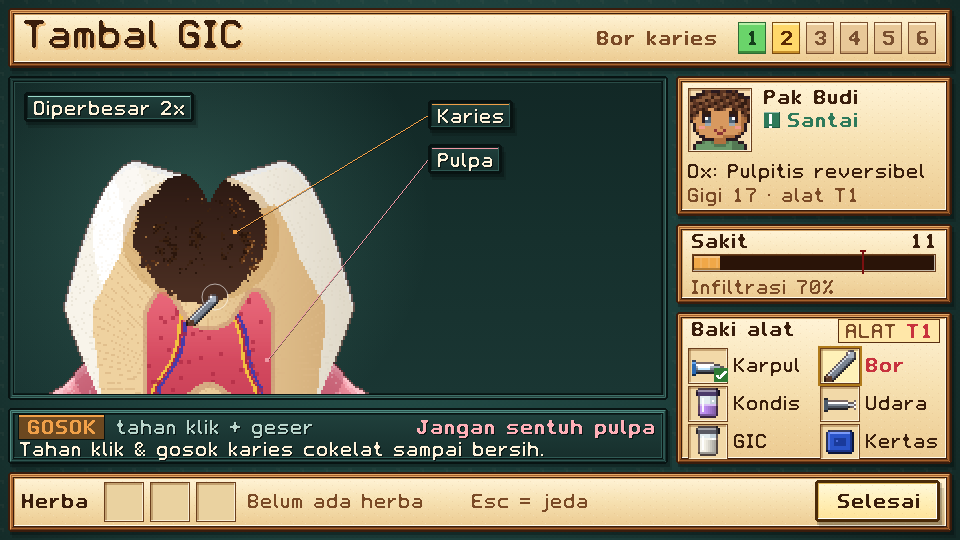 Tambal GIC
Bor karies 1 2 3 4 5 6
Diperbesar 2x
Karies
Pulpa
Pak Budi
Santai
Dx: Pulpitis reversibel
Gigi 17 · alat T1
Sakit 11
Infiltrasi 70%
Baki alat ALAT T1
Karpul Bor
Kondis Udara
GIC Kertas
GOSOK tahan klik + geser Jangan sentuh pulpa
Tahan klik & gosok karies cokelat sampai bersih.
Herba Belum ada herba Esc = jeda Selesai